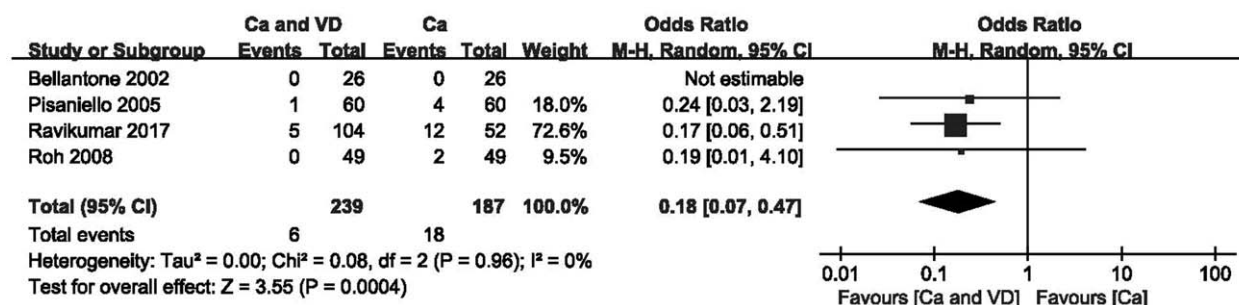 Ca and VD Ca Odds Ratio Odds Ratio
Study or Subgroup Events Total Events Total Weight M-H, Random, 95% CI M-H, Random, 95% CI
Bellantone 2002 0 26 0 26 Not estimable
Pisaniello 2005 1 60 4 60 18.0% 0.24 [0.03, 2.19]
Ravikumar 2017 5 104 12 52 72.6% 0.17 [0.06, 0.51]
Roh 2008 0 49 2 49 9.5% 0.19 [0.01, 4.10]
Total (95% CI) 239 187 100.0% 0.18 [0.07, 0.47]
Total events 6 18
Heterogeneity: Tau² = 0.00; Chi² = 0.08, df = 2 (P = 0.96); I² = 0%
Test for overall effect: Z = 3.55 (P = 0.0004)
0.01 0.1 1 10 100
Favours [Ca and VD] Favours [Ca]